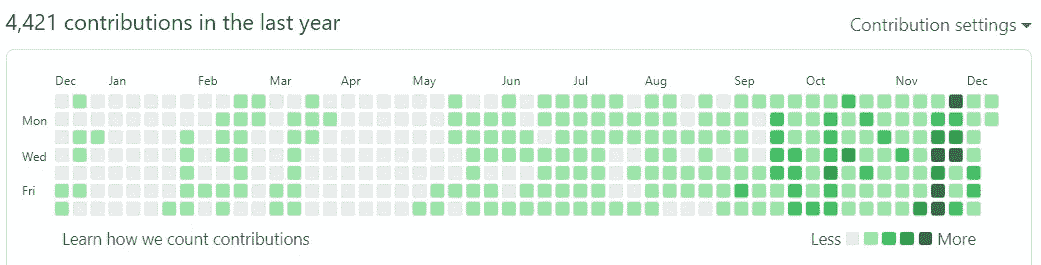 4,421 contributions in the last year
Contribution settings
Dec Jan Feb Mar Apr May Jun Jul Aug Sep Oct Nov Dec
Mon
Wed
Fri
Learn how we count contributions
Less More